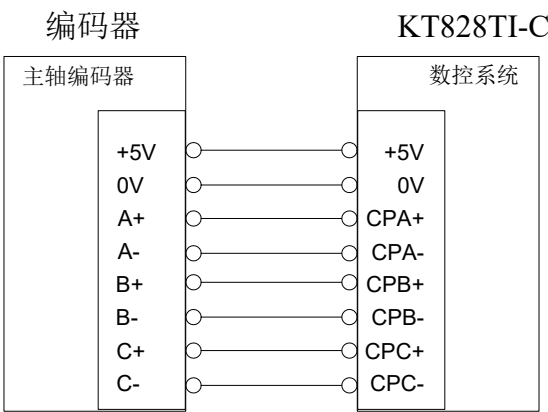 编码器 KT828TI-C
主轴编码器 数控系统
+5V +5V
0V 0V
A+ CPA+
A- CPA-
B+ CPB+
B- CPB-
C+ CPC+
C- CPC-